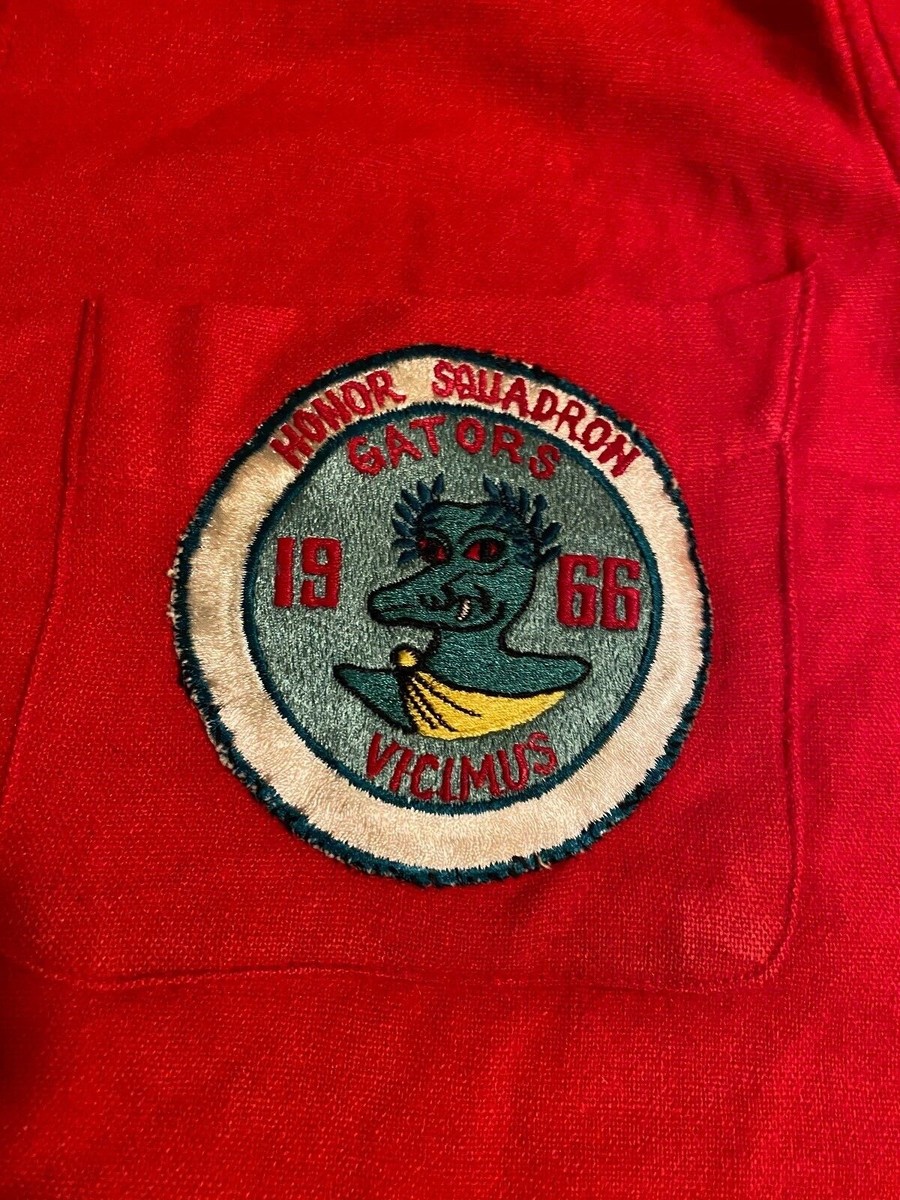 HONOR SQUADRON
GATORS
19 66
VICIMUS